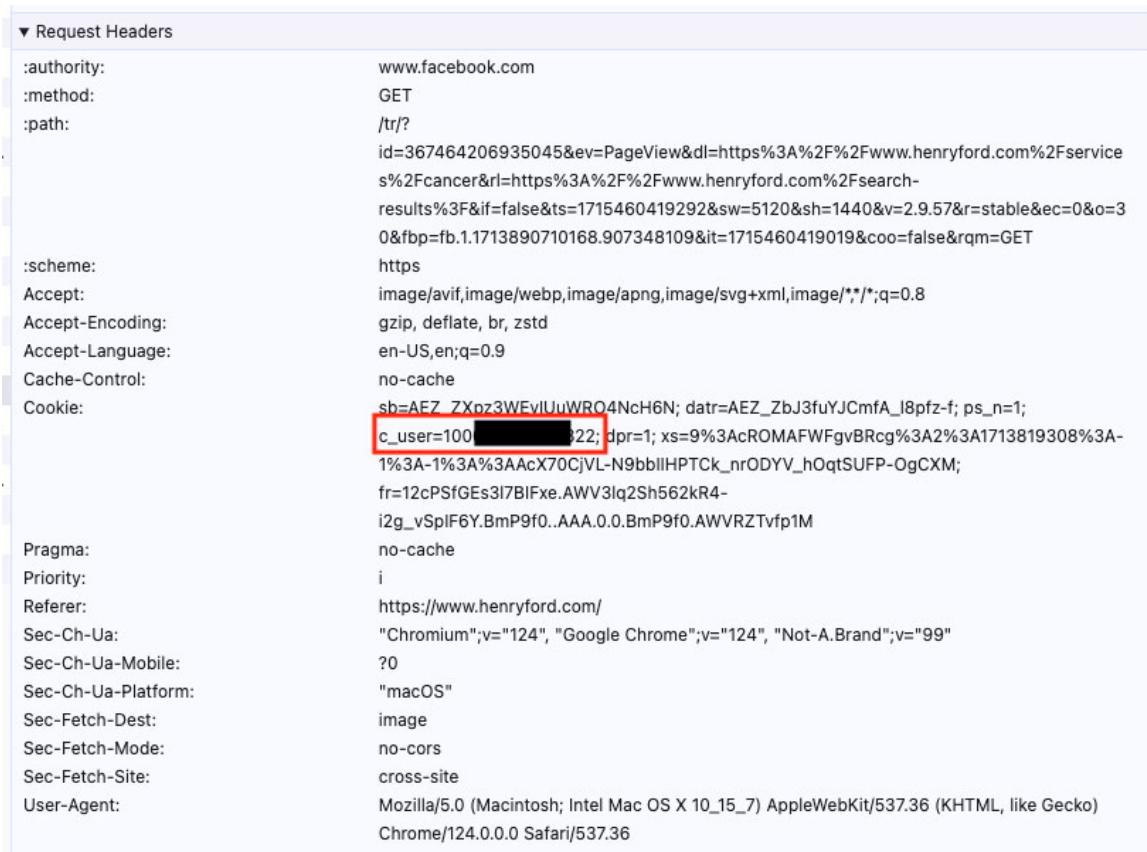 ▼ Request Headers
:authority: www.facebook.com
:method: GET
:path: /tr/?
id=367464206935045&ev=PageView&dl=https%3A%2F%2Fwww.henryford.com%2Fservice
s%2Fcancer&rl=https%3A%2F%2Fwww.henryford.com%2Fsearch-
results%3F&if=false&ts=1715460419292&sw=5120&sh=1440&v=2.9.57&r=stable&ec=0&o=3
0&fbp=fb.1.1713890710168.907348109&it=1715460419019&coo=false&rqm=GET
:scheme: https
Accept: image/avif,image/webp,image/apng,image/svg+xml,image/*,*/*;q=0.8
Accept-Encoding: gzip, deflate, br, zstd
Accept-Language: en-US,en;q=0.9
Cache-Control: no-cache
Cookie: sb=AEZ_ZXpz3WEvIUuWRO4NcH6N; datr=AEZ_ZbJ3fuYJCmfA_I8pfz-f; ps_n=1;
c_user=100 322; dpr=1; xs=9%3AcROMAFWFgvBRcg%3A2%3A1713819308%3A-
1%3A-1%3A%3AAcX70CjVL-N9bbIlHPTCk_nrODYV_hOqtSUFP-OgCXM;
fr=12cPSfGEs3l7BIFxe.AWV3Iq2Sh562kR4-
i2g_vSpIF6Y.BmP9f0..AAA.0.0.BmP9f0.AWVRZTvfp1M
Pragma: no-cache
Priority: i
Referer: https://www.henryford.com/
Sec-Ch-Ua: "Chromium";v="124", "Google Chrome";v="124", "Not-A.Brand";v="99"
Sec-Ch-Ua-Mobile: ?0
Sec-Ch-Ua-Platform: "macOS"
Sec-Fetch-Dest: image
Sec-Fetch-Mode: no-cors
Sec-Fetch-Site: cross-site
User-Agent: Mozilla/5.0 (Macintosh; Intel Mac OS X 10_15_7) AppleWebKit/537.36 (KHTML, like Gecko)
Chrome/124.0.0.0 Safari/537.36